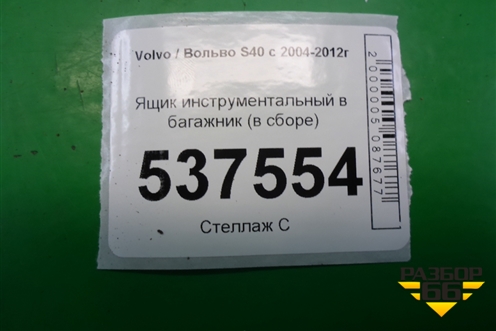 Volvo / Вольво S40 с 2004-2012г
Ящик инструментальный в
багажник (в сборе)
537554
Стеллаж С
2000005087677
РАЗБОР
66